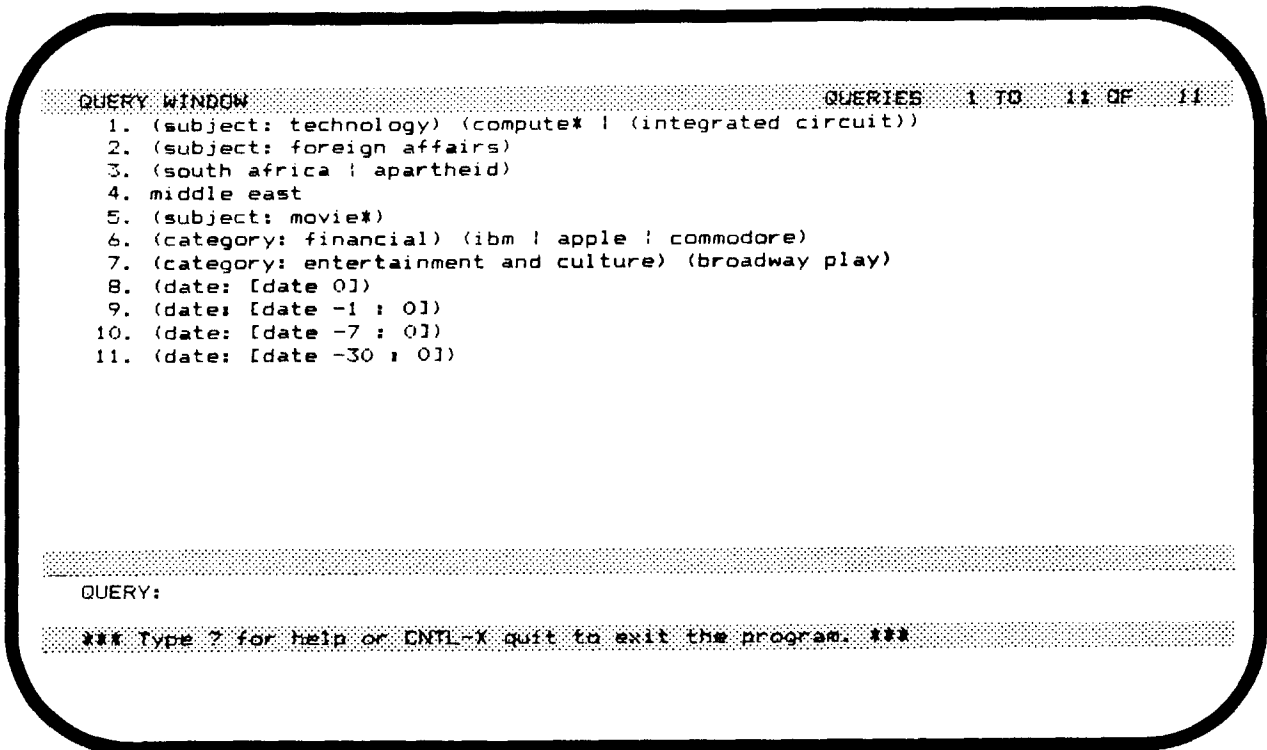 QUERY WINDOW QUERIES 1 TO 11 OF 11
1. (subject: technology) (compute* | (integrated circuit))
2. (subject: foreign affairs)
3. (south africa | apartheid)
4. middle east
5. (subject: movie*)
6. (category: financial) (ibm | apple | commodore)
7. (category: entertainment and culture) (broadway play)
8. (date: [date 0])
9. (date: [date -1 : 0])
10. (date: [date -7 : 0])
11. (date: [date -30 : 0])
QUERY:
*** Type ? for help or CNTL-X quit to exit the program. ***